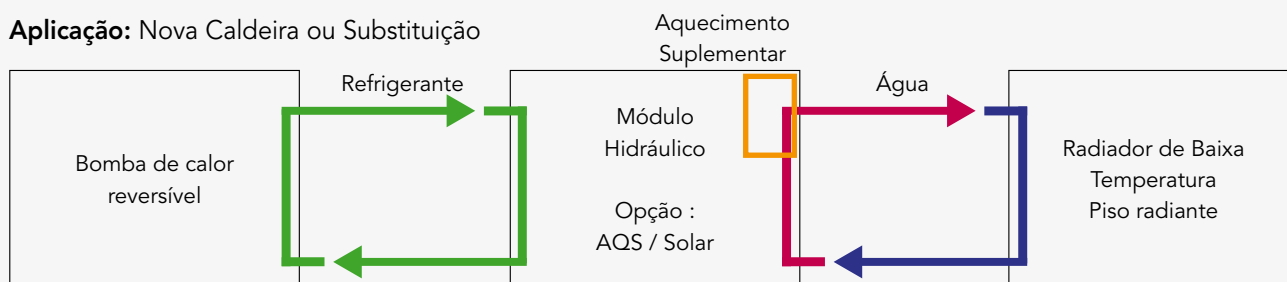 Aplicação: Nova Caldeira ou Substituição
Aquecimento
Suplementar
Refrigerante
Água
Bomba de calor
reversível
Módulo
Hidráulico
Opção :
AQS / Solar
Radiador de Baixa
Temperatura
Piso radiante